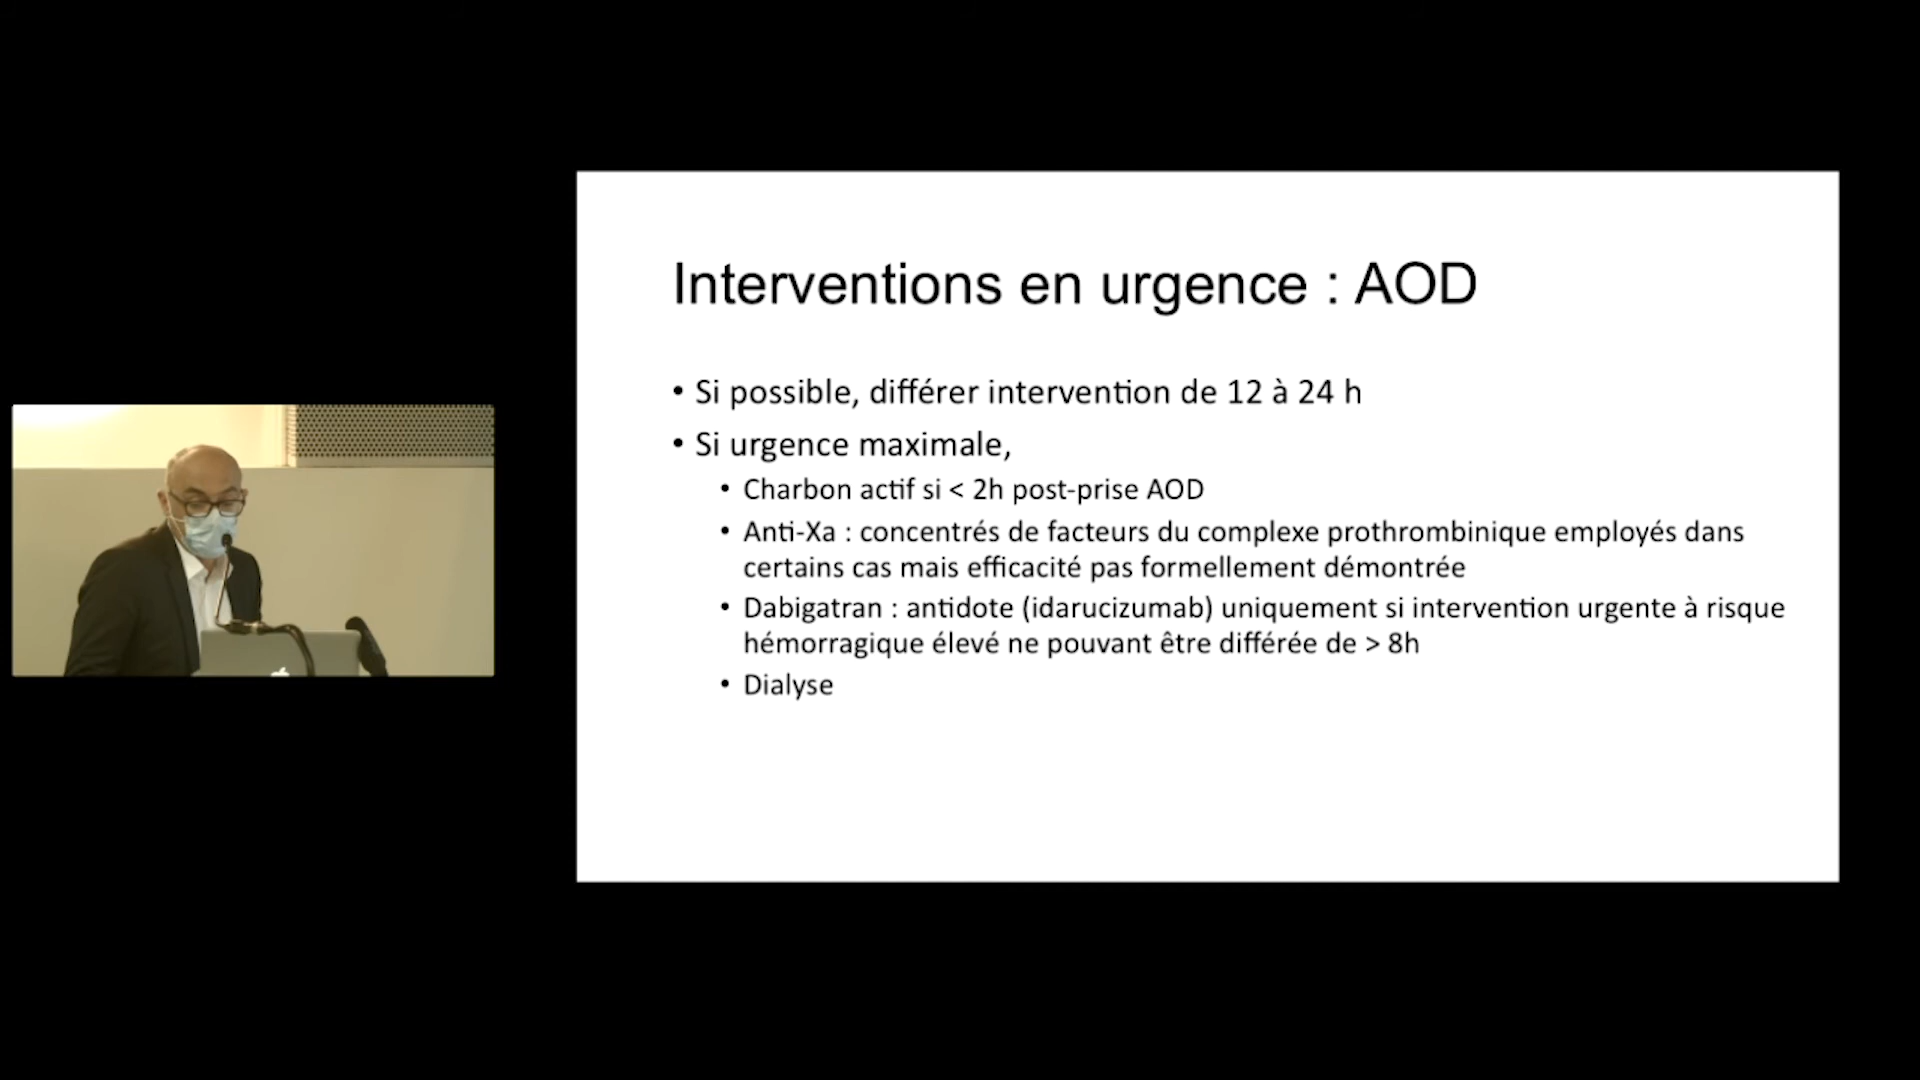 Interventions en urgence : AOD
• Si possible, différer intervention de 12 à 24 h
• Si urgence maximale,
• Charbon actif si < 2h post-prise AOD
• Anti-Xa : concentrés de facteurs du complexe prothrombinique employés dans
certains cas mais efficacité pas formellement démontrée
• Dabigatran : antidote (idarucizumab) uniquement si intervention urgente à risque
hémorragique élevé ne pouvant être différée de > 8h
• Dialyse